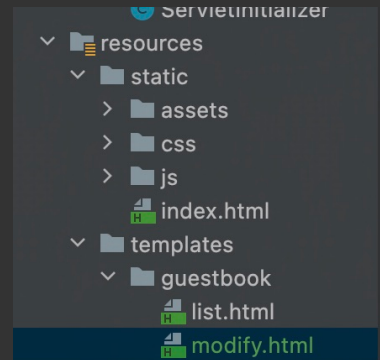 ServletInitializer
resources
static
assets
css
js
index.html
templates
guestbook
list.html
modify.html